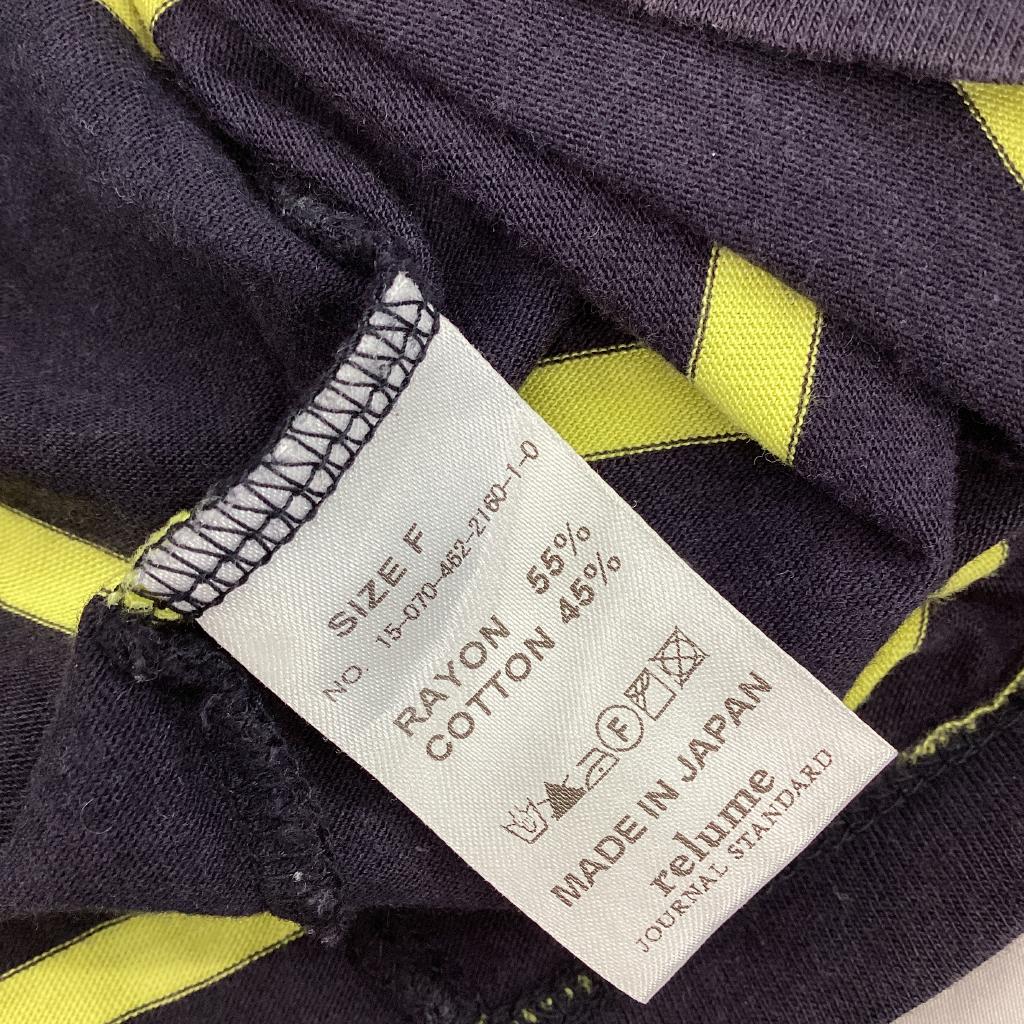 SIZE F
NO. 15-070-462-2160-1-0
RAYON 55%
COTTON 45%
F
MADE IN JAPAN
relume
JOURNAL STANDARD